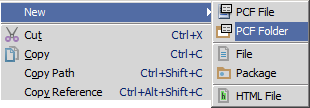 New
Cut Ctrl+X
Copy Ctrl+C
Copy Path Ctrl+Shift+C
Copy Reference Ctrl+Alt+Shift+C
PCF File
PCF Folder
File
Package
HTML File